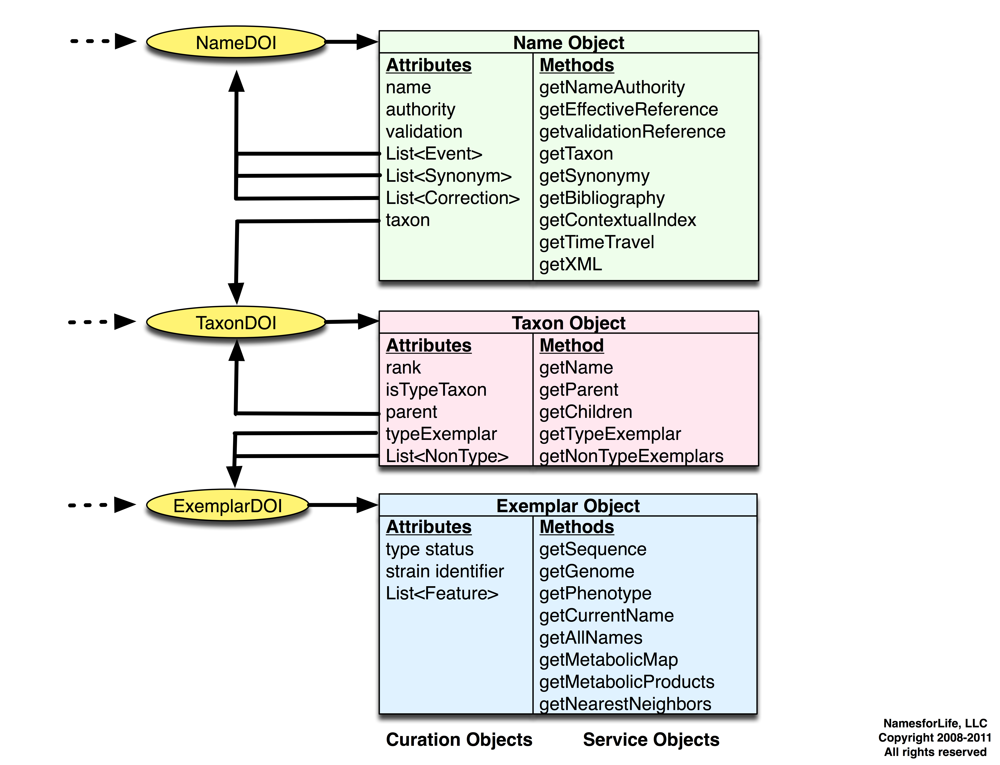 NameDOI
Name Object
Attributes
name
authority
validation
List<Event>
List<Synonym>
List<Correction>
taxon
Methods
getNameAuthority
getEffectiveReference
getvalidationReference
getTaxon
getSynonymy
getBibliography
getContextualIndex
getTimeTravel
getXML
TaxonDOI
Taxon Object
Attributes
rank
isTypeTaxon
parent
typeExemplar
List<NonType>
Method
getName
getParent
getChildren
getTypeExemplar
getNonTypeExemplars
ExemplarDOI
Exemplar Object
Attributes
type status
strain identifier
List<Feature>
Methods
getSequence
getGenome
getPhenotype
getCurrentName
getAllNames
getMetabolicMap
getMetabolicProducts
getNearestNeighbors
Curation Objects
Service Objects
NamesforLife, LLC
Copyright 2008-2011
All rights reserved